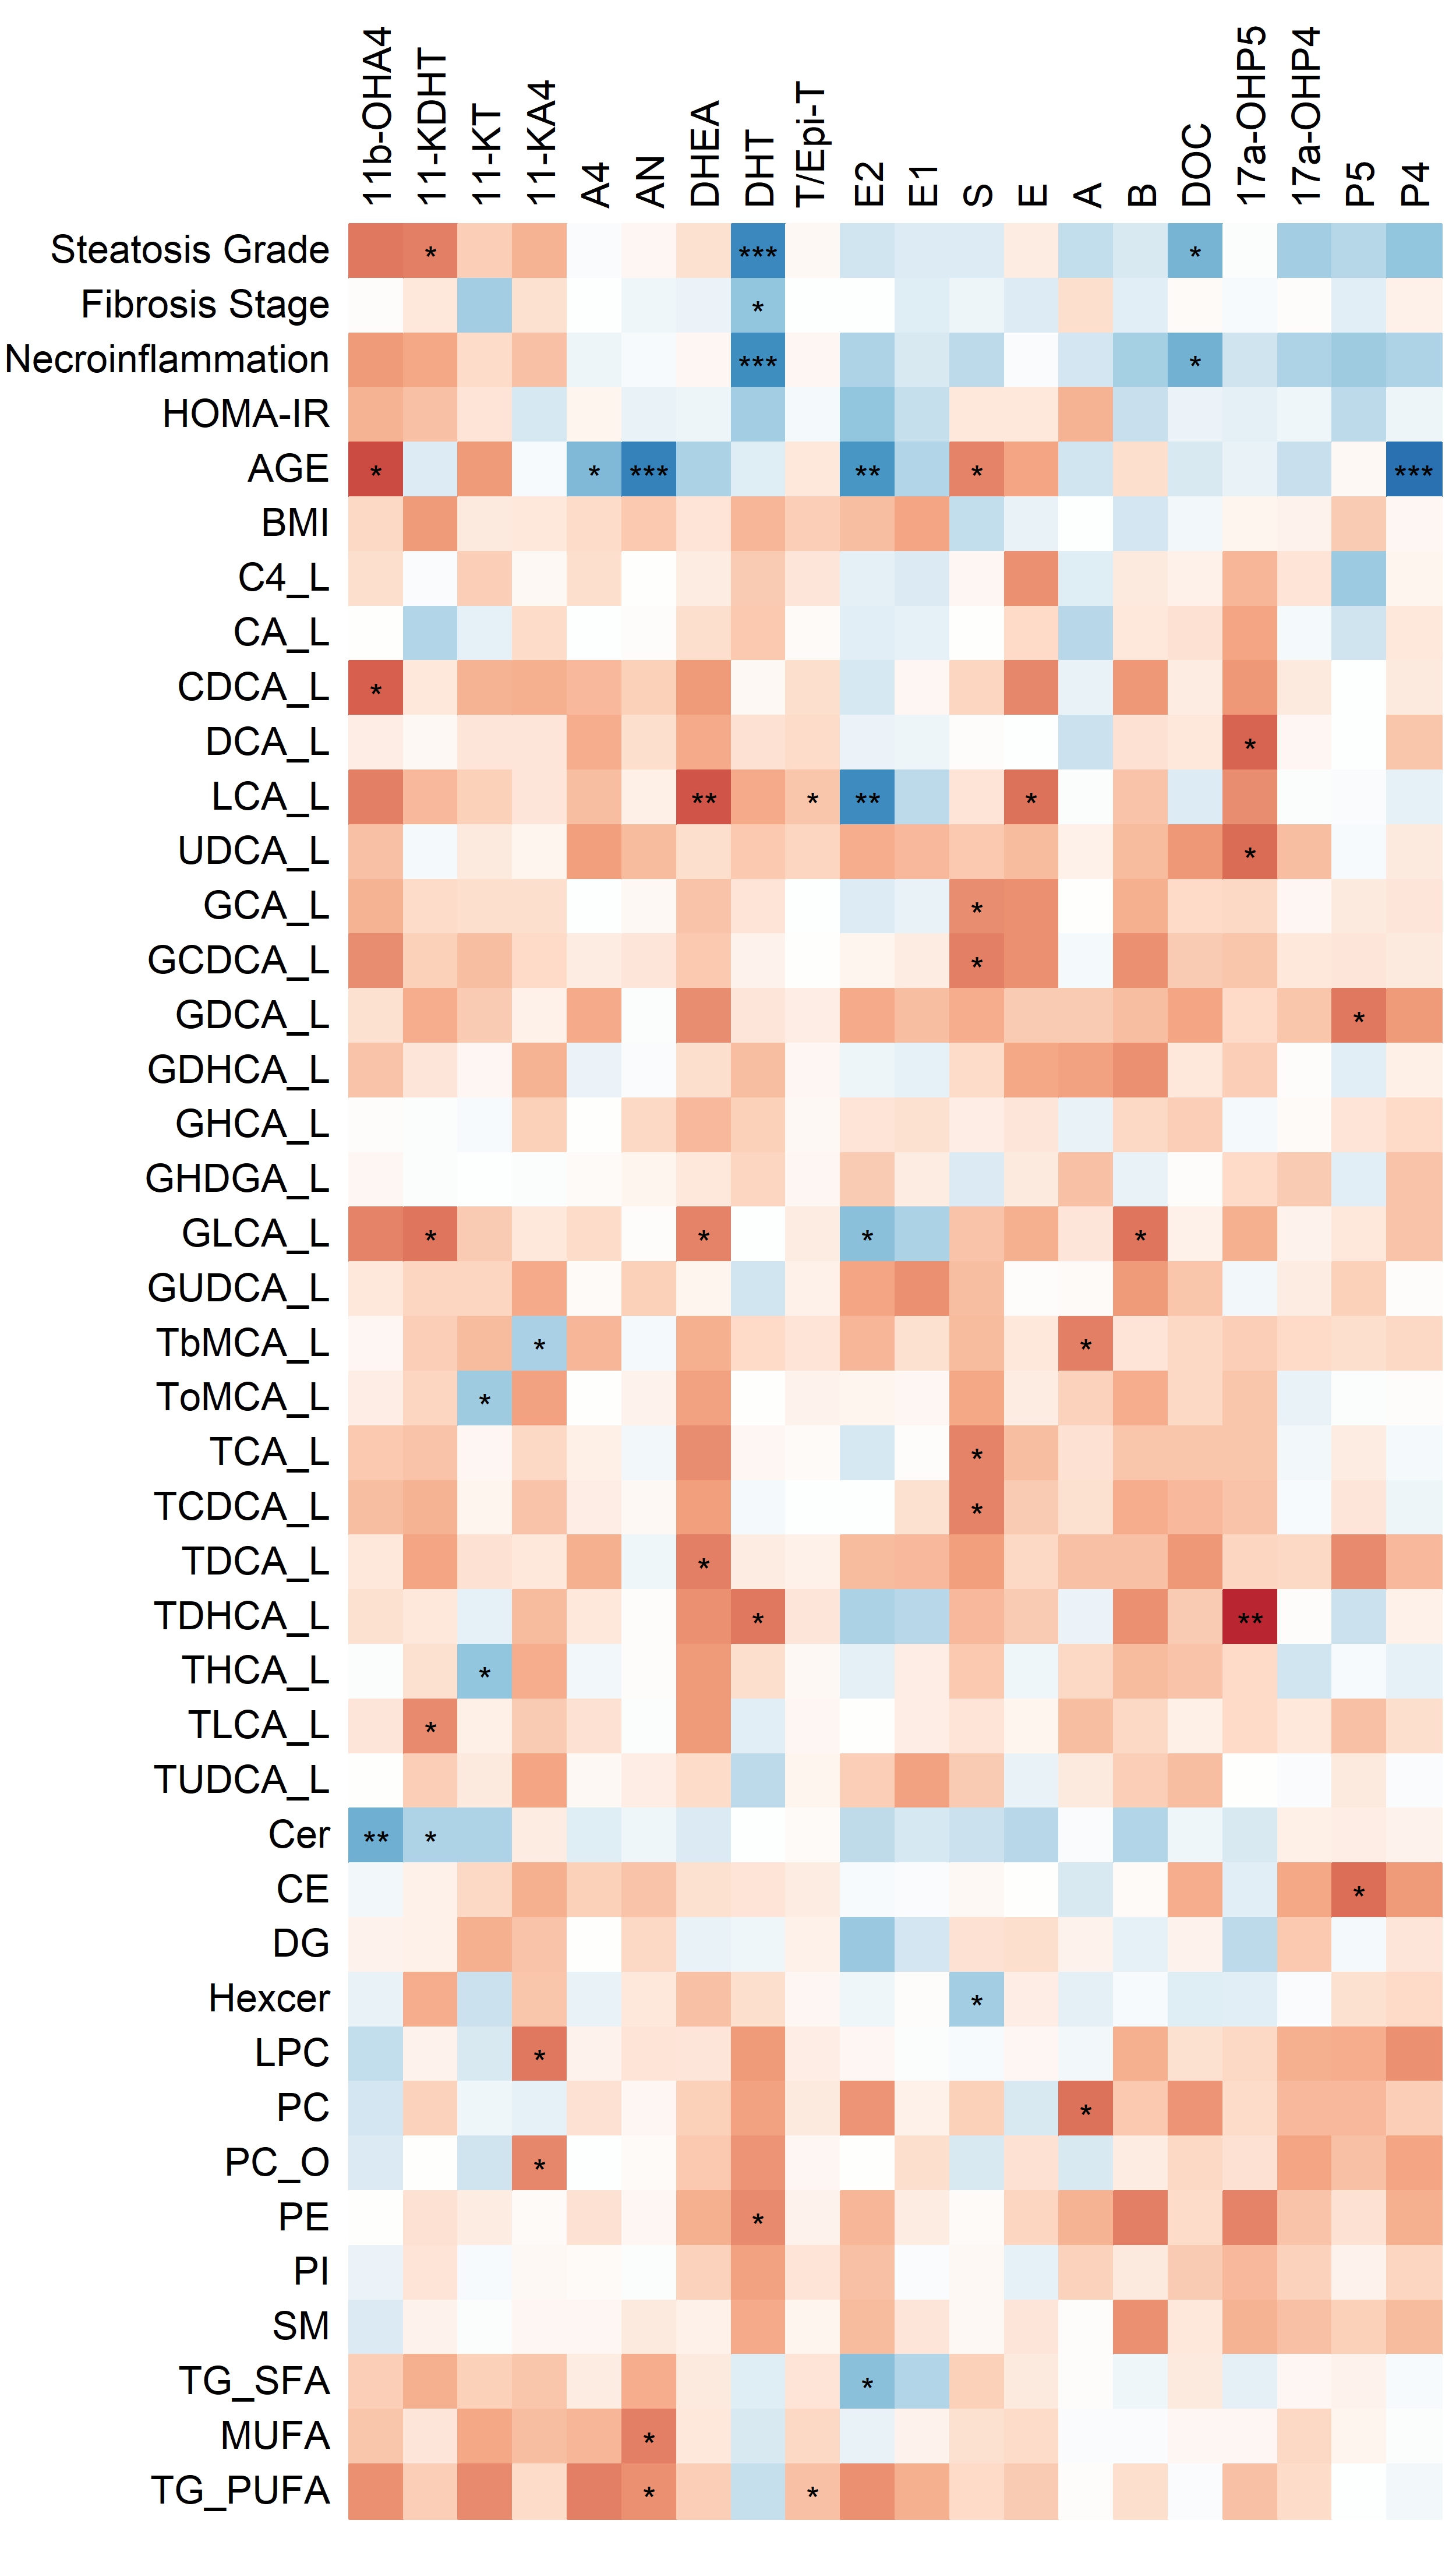 11b-OHA4 11-KDHT 11-KT 11-KA4 A4 AN DHEA DHT T/Epi-T E2 E1 S E A B DOC 17a-OHP5 17a-OHP4 P5 P4
Steatosis Grade * *** *
Fibrosis Stage *
Necroinflammation *** *
HOMA-IR
AGE * * *** ** * ***
BMI
C4_L
CA_L
CDCA_L *
DCA_L *
LCA_L ** * ** *
UDCA_L *
GCA_L *
GCDCA_L *
GDCA_L *
GDHCA_L
GHCA_L
GHDGA_L
GLCA_L * * * *
GUDCA_L
TbMCA_L * *
ToMCA_L *
TCA_L *
TCDCA_L *
TDCA_L *
TDHCA_L * **
THCA_L *
TLCA_L *
TUDCA_L
Cer ** *
CE *
DG
Hexcer *
LPC *
PC *
PC_O *
PE *
PI
SM
TG_SFA *
MUFA *
TG_PUFA * *